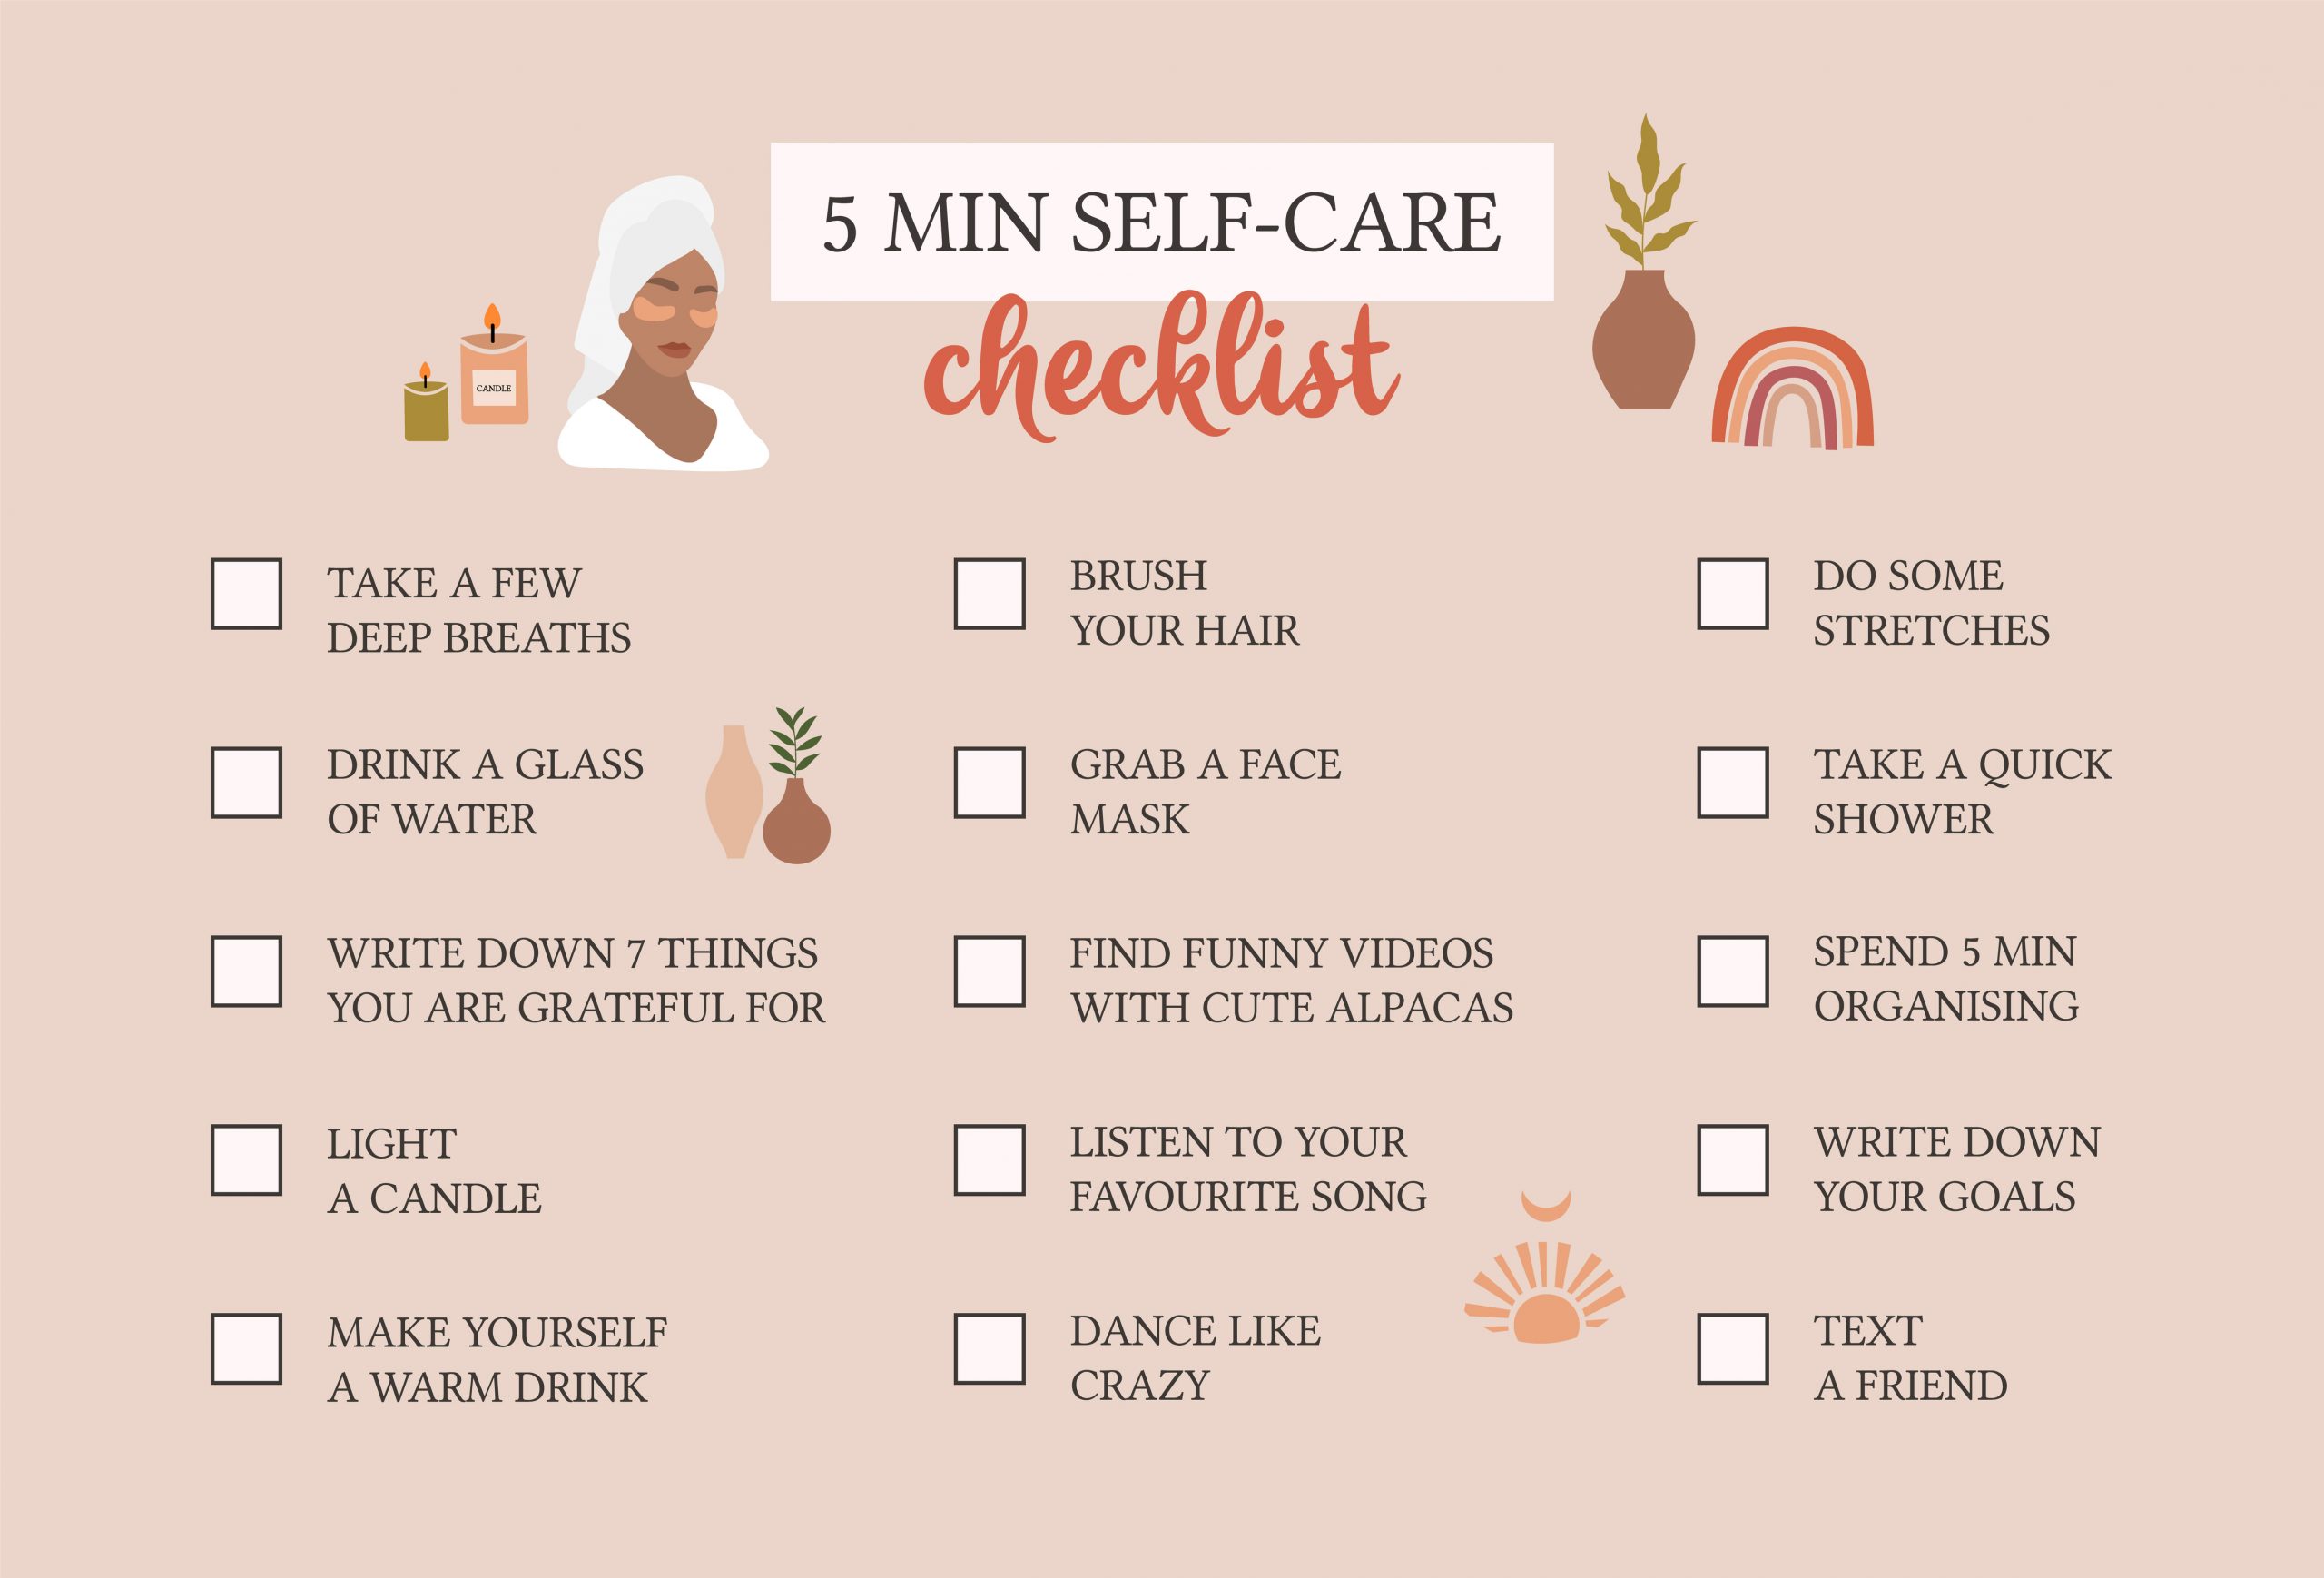 5 MIN SELF-CARE
checklist
CANDLE
TAKE A FEW
DEEP BREATHS
DRINK A GLASS
OF WATER
WRITE DOWN 7 THINGS
YOU ARE GRATEFUL FOR
LIGHT
A CANDLE
MAKE YOURSELF
A WARM DRINK
BRUSH
YOUR HAIR
GRAB A FACE
MASK
FIND FUNNY VIDEOS
WITH CUTE ALPACAS
LISTEN TO YOUR
FAVOURITE SONG
DANCE LIKE
CRAZY
DO SOME
STRETCHES
TAKE A QUICK
SHOWER
SPEND 5 MIN
ORGANISING
WRITE DOWN
YOUR GOALS
TEXT
A FRIEND